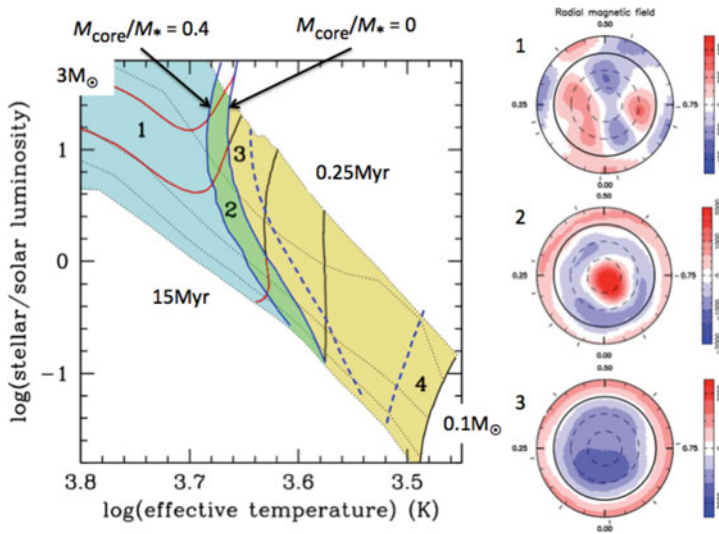 M_core/M_* = 0.4
M_core/M_* = 0
3M⊙
1
1
3
0.25Myr
2
0
15Myr
-1
4
0.1M⊙
3.8
3.7
3.6
3.5
log(effective temperature) (K)
log(stellar/solar luminosity)
Radial magnetic field
1
0.50
0.25
0.75
0.00
2
0.50
0.25
0.75
0.00
3
0.50
0.25
0.75
0.00